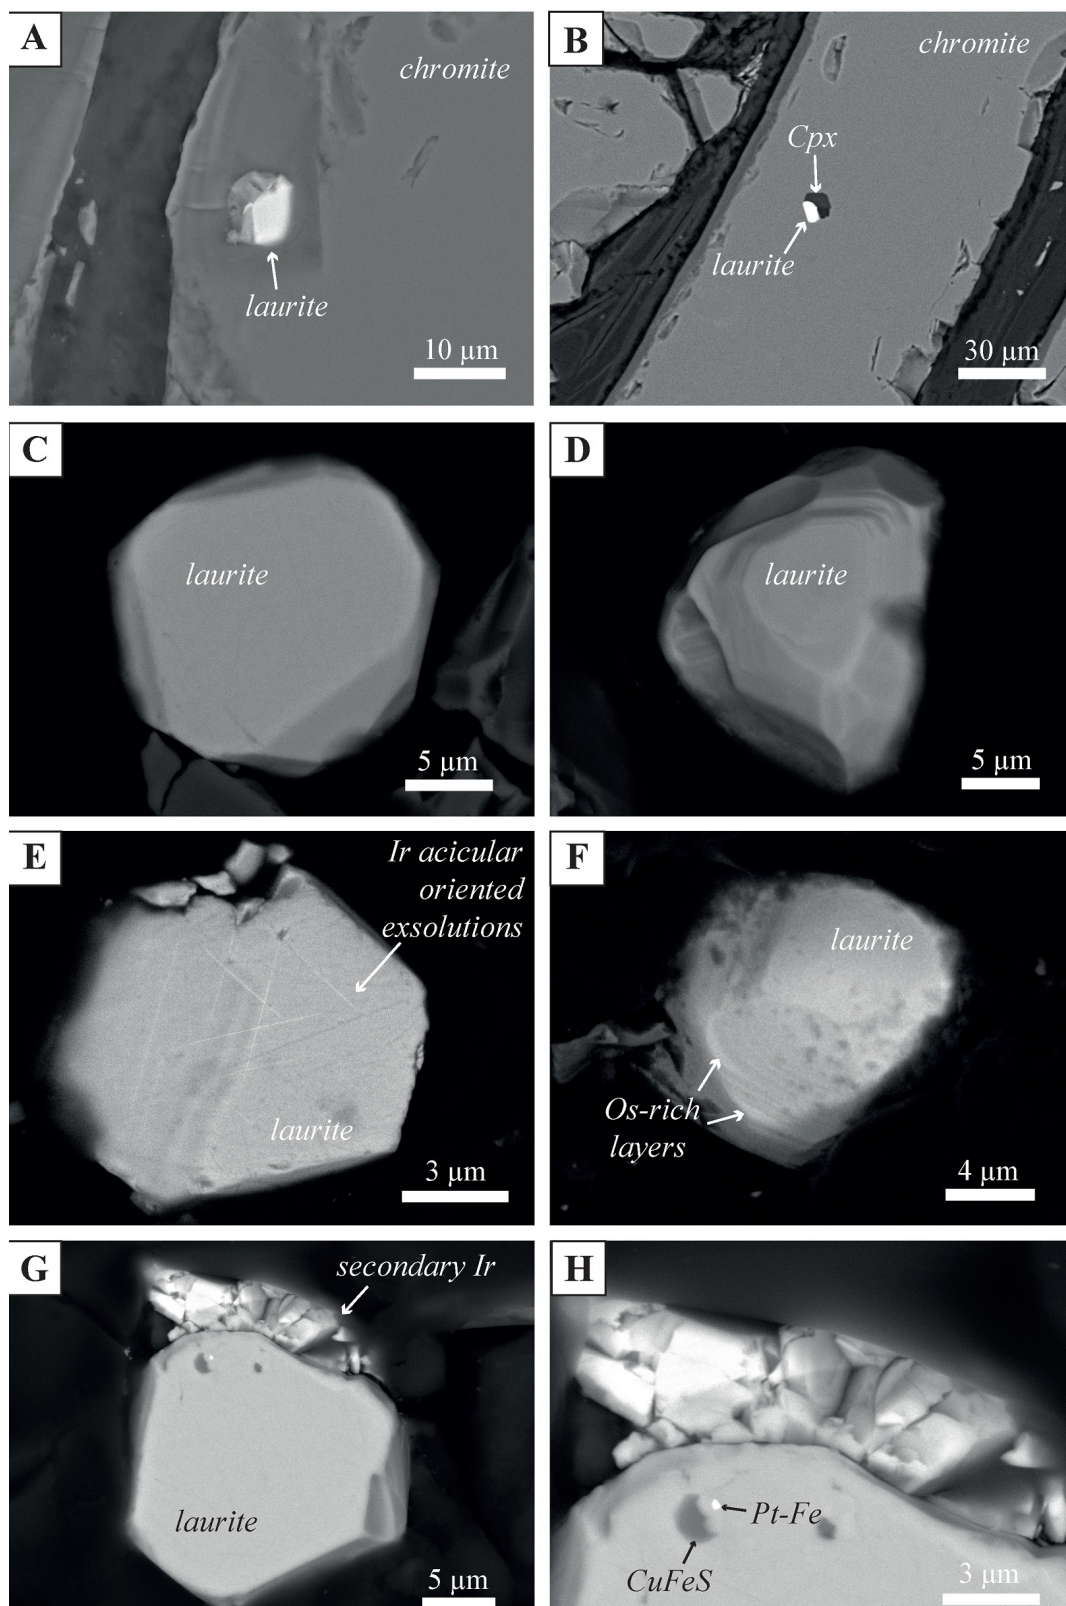 A
chromite
laurite
10 µm
B
chromite
Cpx
laurite
30 µm
C
laurite
5 µm
D
laurite
5 µm
E
Ir acicular
oriented
exsolutions
laurite
3 µm
F
laurite
Os-rich
layers
4 µm
G
secondary Ir
laurite
5 µm
H
Pt-Fe
CuFeS
3 µm